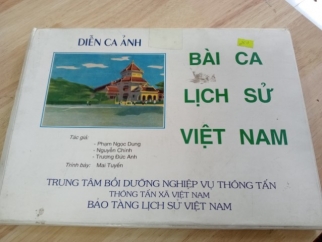 DIỄN CA ẢNH
BÀI CA
LỊCH SỬ
VIỆT NAM
Tác giả:
- Phạm Ngọc Dung
- Nguyễn Chính
- Trương Đức Anh
Trình bày: Mai Tuyến
TRUNG TÂM BỒI DƯỠNG NGHIỆP VỤ THÔNG TẤN
THÔNG TẤN XÃ VIỆT NAM
BẢO TÀNG LỊCH SỬ VIỆT NAM